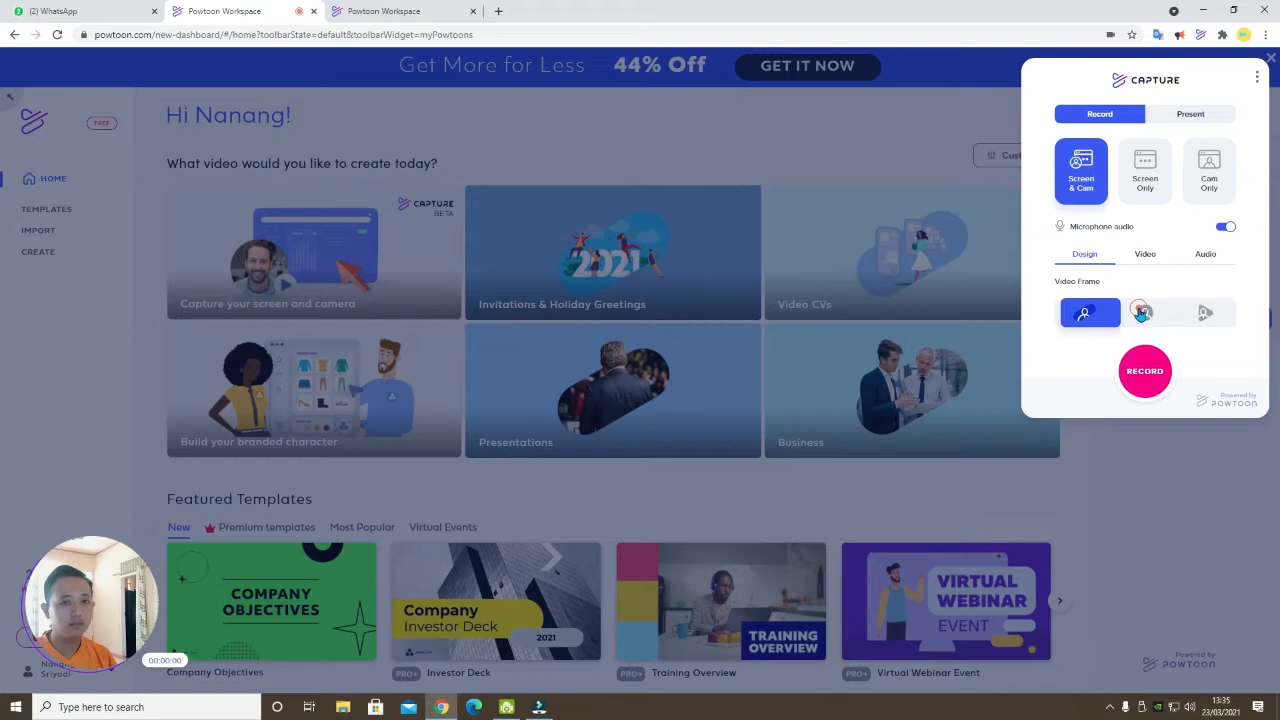 (2) WhatsApp
Powtoon Workspace
Powtoon Workspace
powtoon.com/new-dashboard/#/home?toolbarState=default&toolbarWidget=myPowtoons
Get More for Less 44% Off GET IT NOW
FREE
Hi Nanang!
What video would you like to create today?
HOME
TEMPLATES
IMPORT
CREATE
CAPTURE
BETA
Capture your screen and camera
2021
Invitations & Holiday Greetings
Video CVs
Build your branded character
Presentations
Business
Featured Templates
New
Premium templates
Most Popular
Virtual Events
COMPANY
OBJECTIVES
Company Objectives
Company
Investor Deck
2021
PRO+ Investor Deck
TRAINING
OVERVIEW
PRO+ Training Overview
VIRTUAL
WEBINAR
EVENT
PRO+ Virtual Webinar Event
CAPTURE
Record
Present
Screen
& Cam
Screen
Only
Cam
Only
Microphone audio
Design
Video
Audio
Video Frame
RECORD
Powered by
POWTOON
Powered by
POWTOON
00:00:00
Sriyodi
Type here to search
13:35
23/03/2021